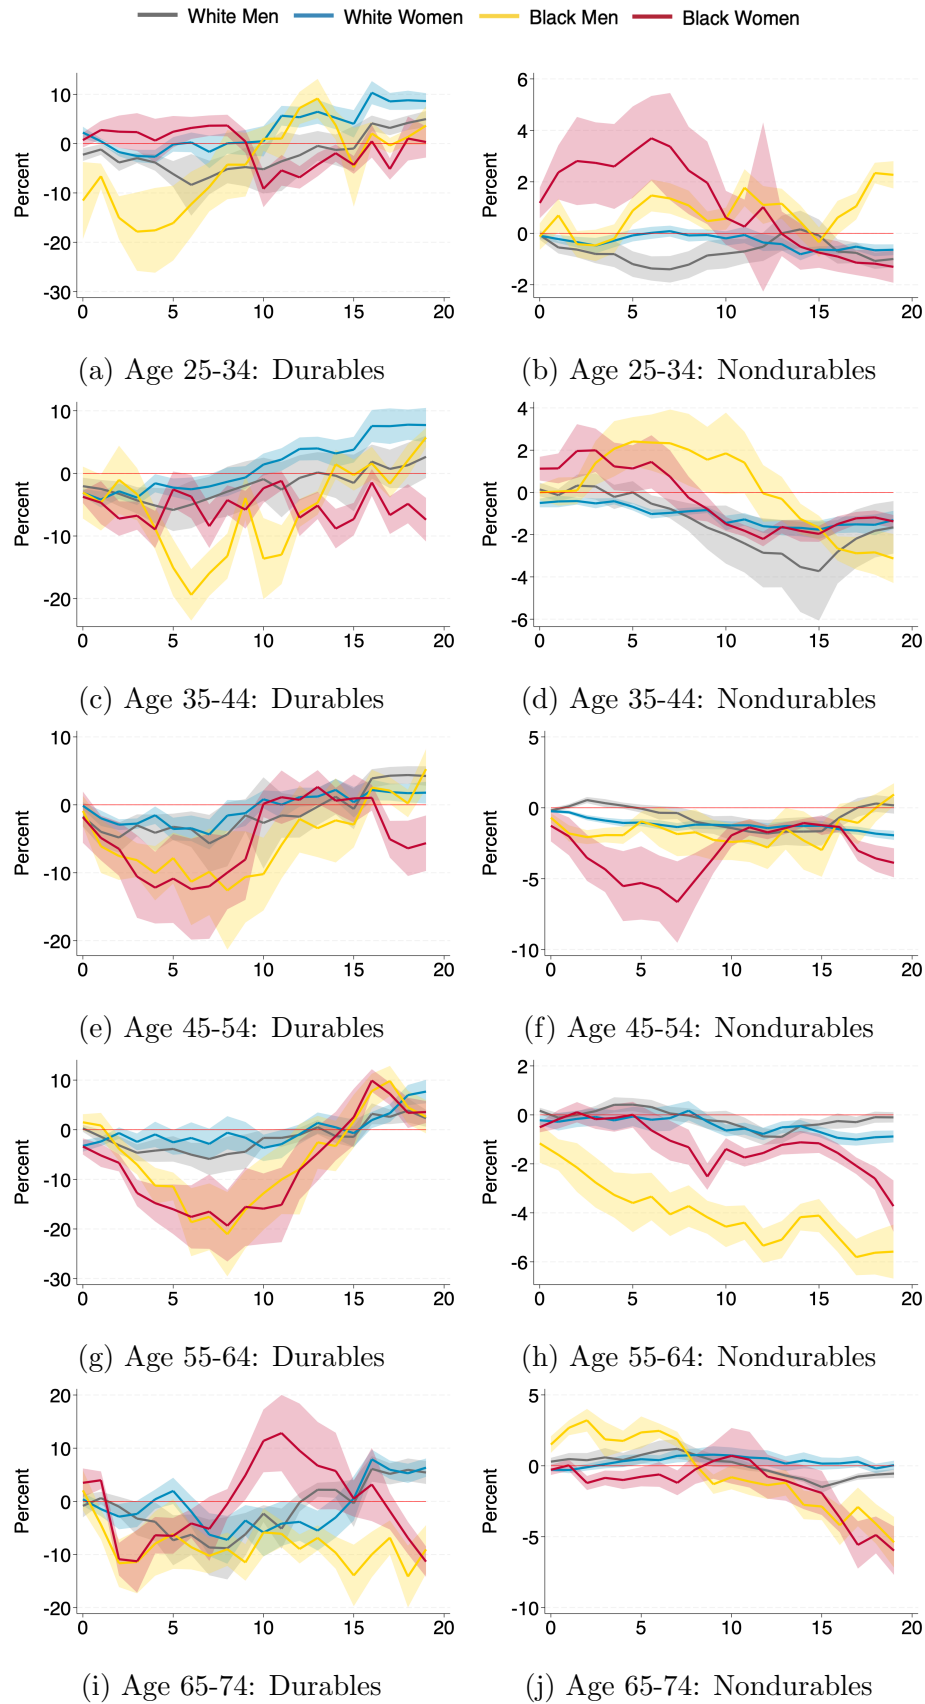 White Men White Women Black Men Black Women
Percent
10
0
-10
-20
-30
0 5 10 15 20
(a) Age 25-34: Durables
Percent
6
4
2
0
-2
0 5 10 15 20
(b) Age 25-34: Nondurables
Percent
10
0
-10
-20
0 5 10 15 20
(c) Age 35-44: Durables
Percent
4
2
0
-2
-4
-6
0 5 10 15 20
(d) Age 35-44: Nondurables
Percent
10
0
-10
-20
0 5 10 15 20
(e) Age 45-54: Durables
Percent
5
0
-5
-10
0 5 10 15 20
(f) Age 45-54: Nondurables
Percent
10
0
-10
-20
-30
0 5 10 15 20
(g) Age 55-64: Durables
Percent
2
0
-2
-4
-6
0 5 10 15 20
(h) Age 55-64: Nondurables
Percent
20
10
0
-10
-20
0 5 10 15 20
(i) Age 65-74: Durables
Percent
5
0
-5
-10
0 5 10 15 20
(j) Age 65-74: Nondurables